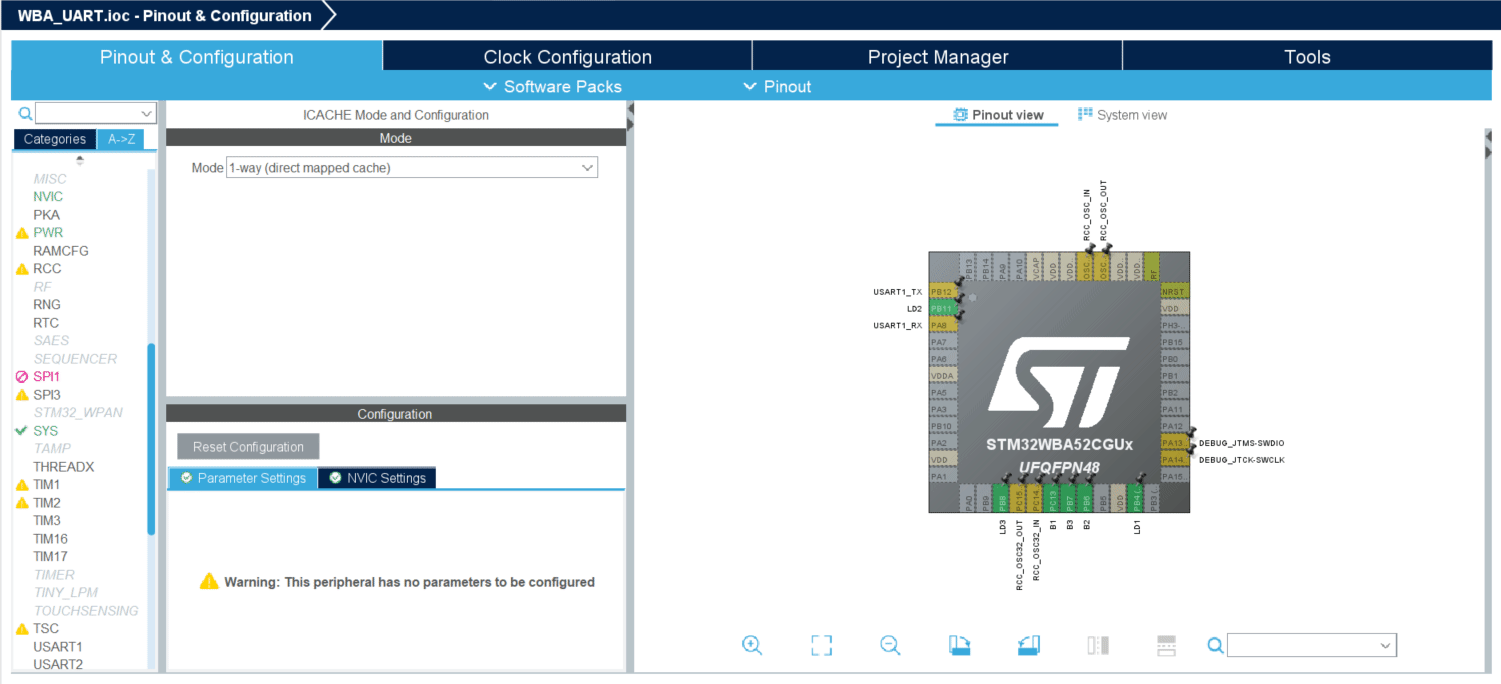 WBA_UART.ioc - Pinout & Configuration
Pinout & Configuration
Clock Configuration
Project Manager
Tools
Software Packs
Pinout
Categories
A->Z
MISC
NVIC
PKA
PWR
RAMCFG
RCC
RF
RNG
RTC
SAES
SEQUENCER
SPI1
SPI3
STM32_WPAN
SYS
TAMP
THREADX
TIM1
TIM2
TIM3
TIM16
TIM17
TIMER
TINY_LPM
TOUCHSENSING
TSC
USART1
USART2
ICACHE Mode and Configuration
Mode
Mode 1-way (direct mapped cache)
Configuration
Reset Configuration
Parameter Settings
NVIC Settings
Warning: This peripheral has no parameters to be configured
Pinout view
System view
RCC_OSC_IN
RCC_OSC_OUT
PB13
PB14
PA9
PA10
VCAP
VDD
VDD..
OSC_..
OSC_..
VDD..
VDD..
RF
USART1_TX
PB12
LD2
PB11
USART1_RX
PA8
PA7
PA6
VDDA
PA5
PA3
PB10
PA2
VDD
PA1
NRST
VDD
PH3-..
PB15
PB0
PB1
PB2
PA11
PA12
PA13..
DEBUG_JTMS-SWDIO
PA14..
DEBUG_JTCK-SWCLK
PA15..
ST
STM32WBA52CGUx
UFQFPN48
PA0
PB9
PB8
PC15..
PC14..
PC13
PB7
PB6
PB5
VDD
PB4 (..
PB3 (..
LD3
RCC_OSC32_OUT
RCC_OSC32_IN
B1
B3
B2
LD1